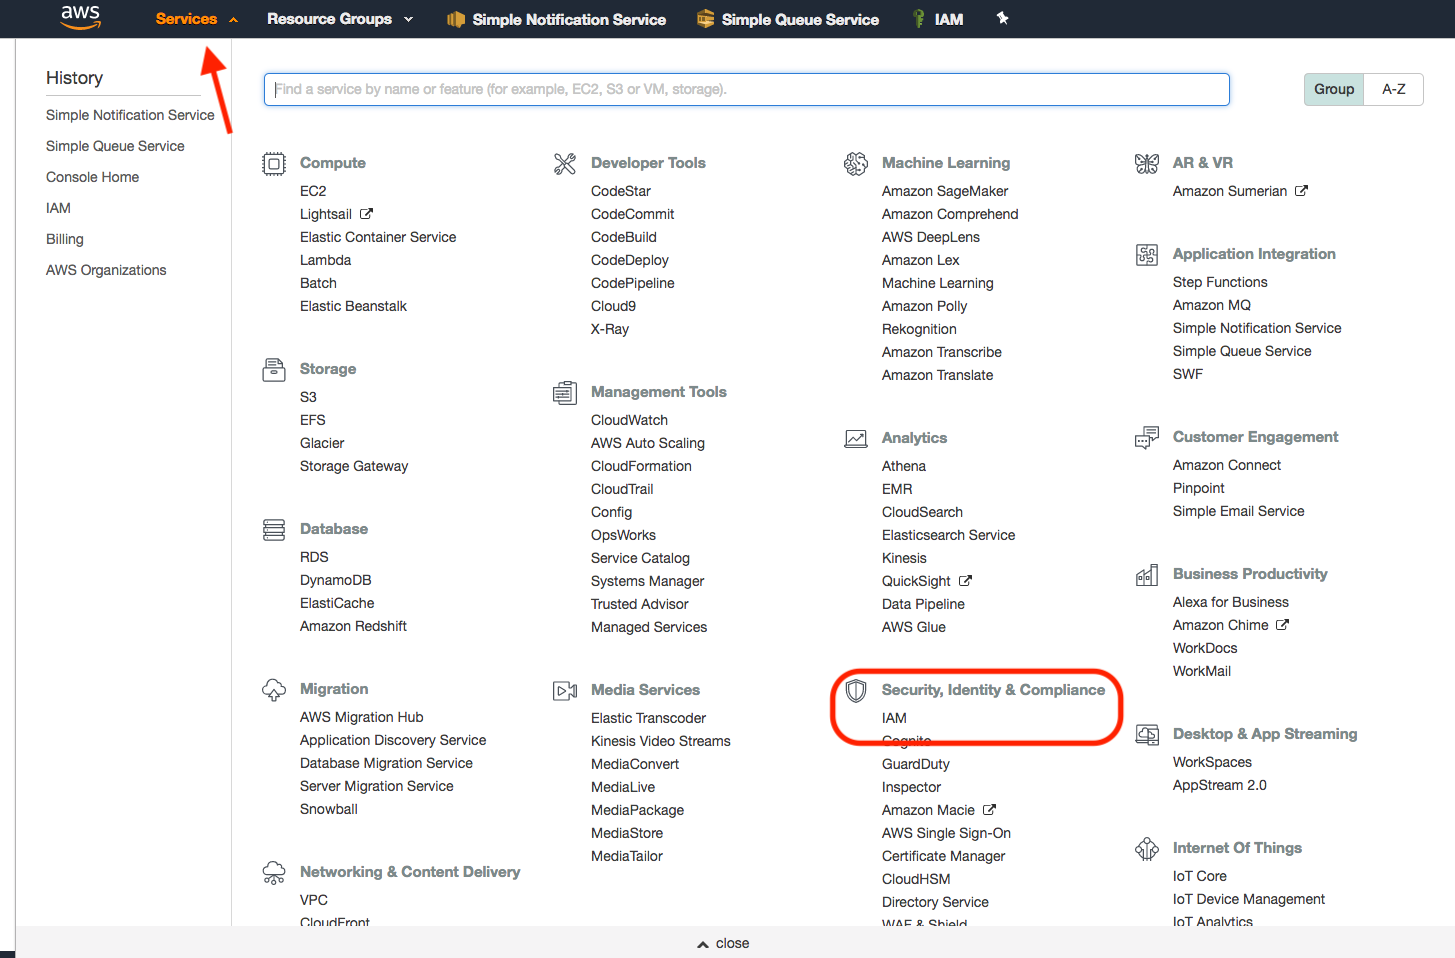 aws
Services
Resource Groups
Simple Notification Service
Simple Queue Service
IAM
History
Simple Notification Service
Simple Queue Service
Console Home
IAM
Billing
AWS Organizations
Find a service by name or feature (for example, EC2, S3 or VM, storage).
Group
A-Z
Compute
EC2
Lightsail
Elastic Container Service
Lambda
Batch
Elastic Beanstalk
Storage
S3
EFS
Glacier
Storage Gateway
Database
RDS
DynamoDB
ElastiCache
Amazon Redshift
Migration
AWS Migration Hub
Application Discovery Service
Database Migration Service
Server Migration Service
Snowball
Networking & Content Delivery
VPC
CloudFront
Developer Tools
CodeStar
CodeCommit
CodeBuild
CodeDeploy
CodePipeline
Cloud9
X-Ray
Management Tools
CloudWatch
AWS Auto Scaling
CloudFormation
CloudTrail
Config
OpsWorks
Service Catalog
Systems Manager
Trusted Advisor
Managed Services
Media Services
Elastic Transcoder
Kinesis Video Streams
MediaConvert
MediaLive
MediaPackage
MediaStore
MediaTailor
Machine Learning
Amazon SageMaker
Amazon Comprehend
AWS DeepLens
Amazon Lex
Machine Learning
Amazon Polly
Rekognition
Amazon Transcribe
Amazon Translate
Analytics
Athena
EMR
CloudSearch
Elasticsearch Service
Kinesis
QuickSight
Data Pipeline
AWS Glue
Security, Identity & Compliance
IAM
Cognito
GuardDuty
Inspector
Amazon Macie
AWS Single Sign-On
Certificate Manager
CloudHSM
Directory Service
WAF & Shield
AR & VR
Amazon Sumerian
Application Integration
Step Functions
Amazon MQ
Simple Notification Service
Simple Queue Service
SWF
Customer Engagement
Amazon Connect
Pinpoint
Simple Email Service
Business Productivity
Alexa for Business
Amazon Chime
WorkDocs
WorkMail
Desktop & App Streaming
WorkSpaces
AppStream 2.0
Internet Of Things
IoT Core
IoT Device Management
IoT Analytics
close